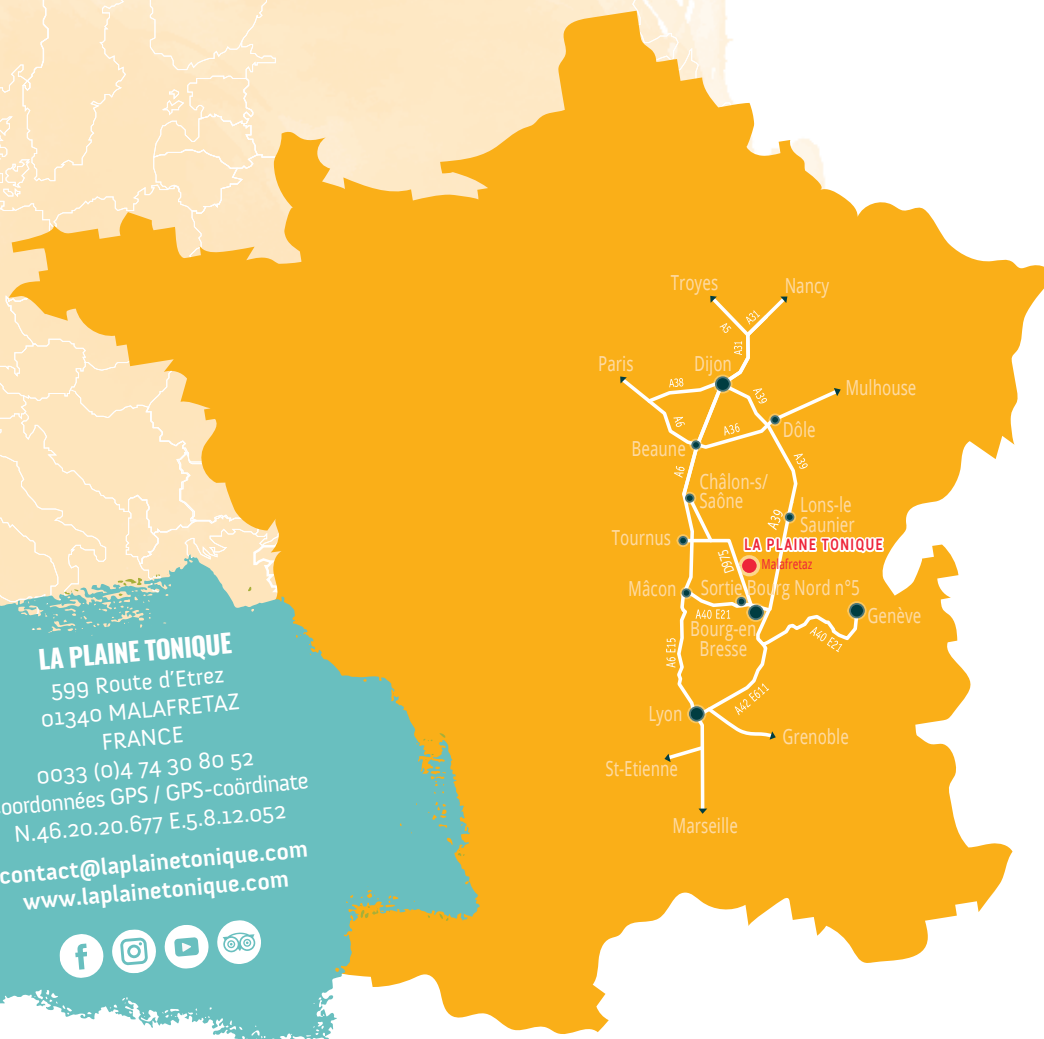 Troyes
Nancy
A5
A31
A31
Paris
Dijon
A38
A39
Mulhouse
A6
A36
Dôle
Beaune
A6
A39
Châlon-s/
Saône
Lons-le
Saunier
A39
Tournus
LA PLAINE TONIQUE
D975
Malafretaz
Mâcon
Sortie Bourg Nord n°5
A40 E21
Genève
Bourg-en
Bresse
A40 E21
A6 E15
A42 E611
Lyon
Grenoble
St-Etienne
Marseille
LA PLAINE TONIQUE
599 Route d'Etrez
01340 MALAFRETAZ
FRANCE
0033 (0)4 74 30 80 52
oordonnées GPS / GPS-coördinate
N.46.20.20.677 E.5.8.12.052
contact@laplainetonique.com
www.laplainetonique.com